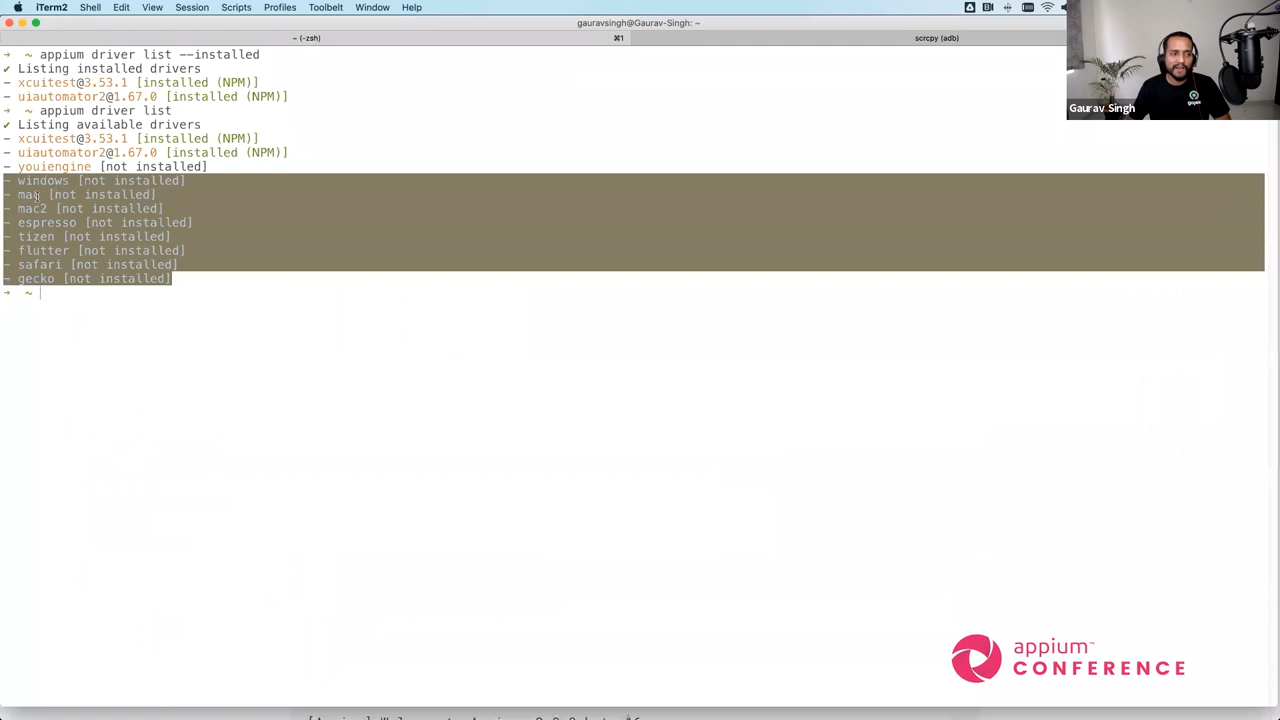 iTerm2 Shell Edit View Session Scripts Profiles Toolbelt Window Help
gauravsingh@Gaurav-Singh: ~
~ (-zsh) ⌘1 scrcpy (adb)
Gaurav Singh
➜ ~ appium driver list --installed
✔ Listing installed drivers
- xcuitest@3.53.1 [installed (NPM)]
- uiautomator2@1.67.0 [installed (NPM)]
➜ ~ appium driver list
✔ Listing available drivers
- xcuitest@3.53.1 [installed (NPM)]
- uiautomator2@1.67.0 [installed (NPM)]
- youiengine [not installed]
- windows [not installed]
- mac [not installed]
- mac2 [not installed]
- espresso [not installed]
- tizen [not installed]
- flutter [not installed]
- safari [not installed]
- gecko [not installed]
➜ ~
appium™
CONFERENCE